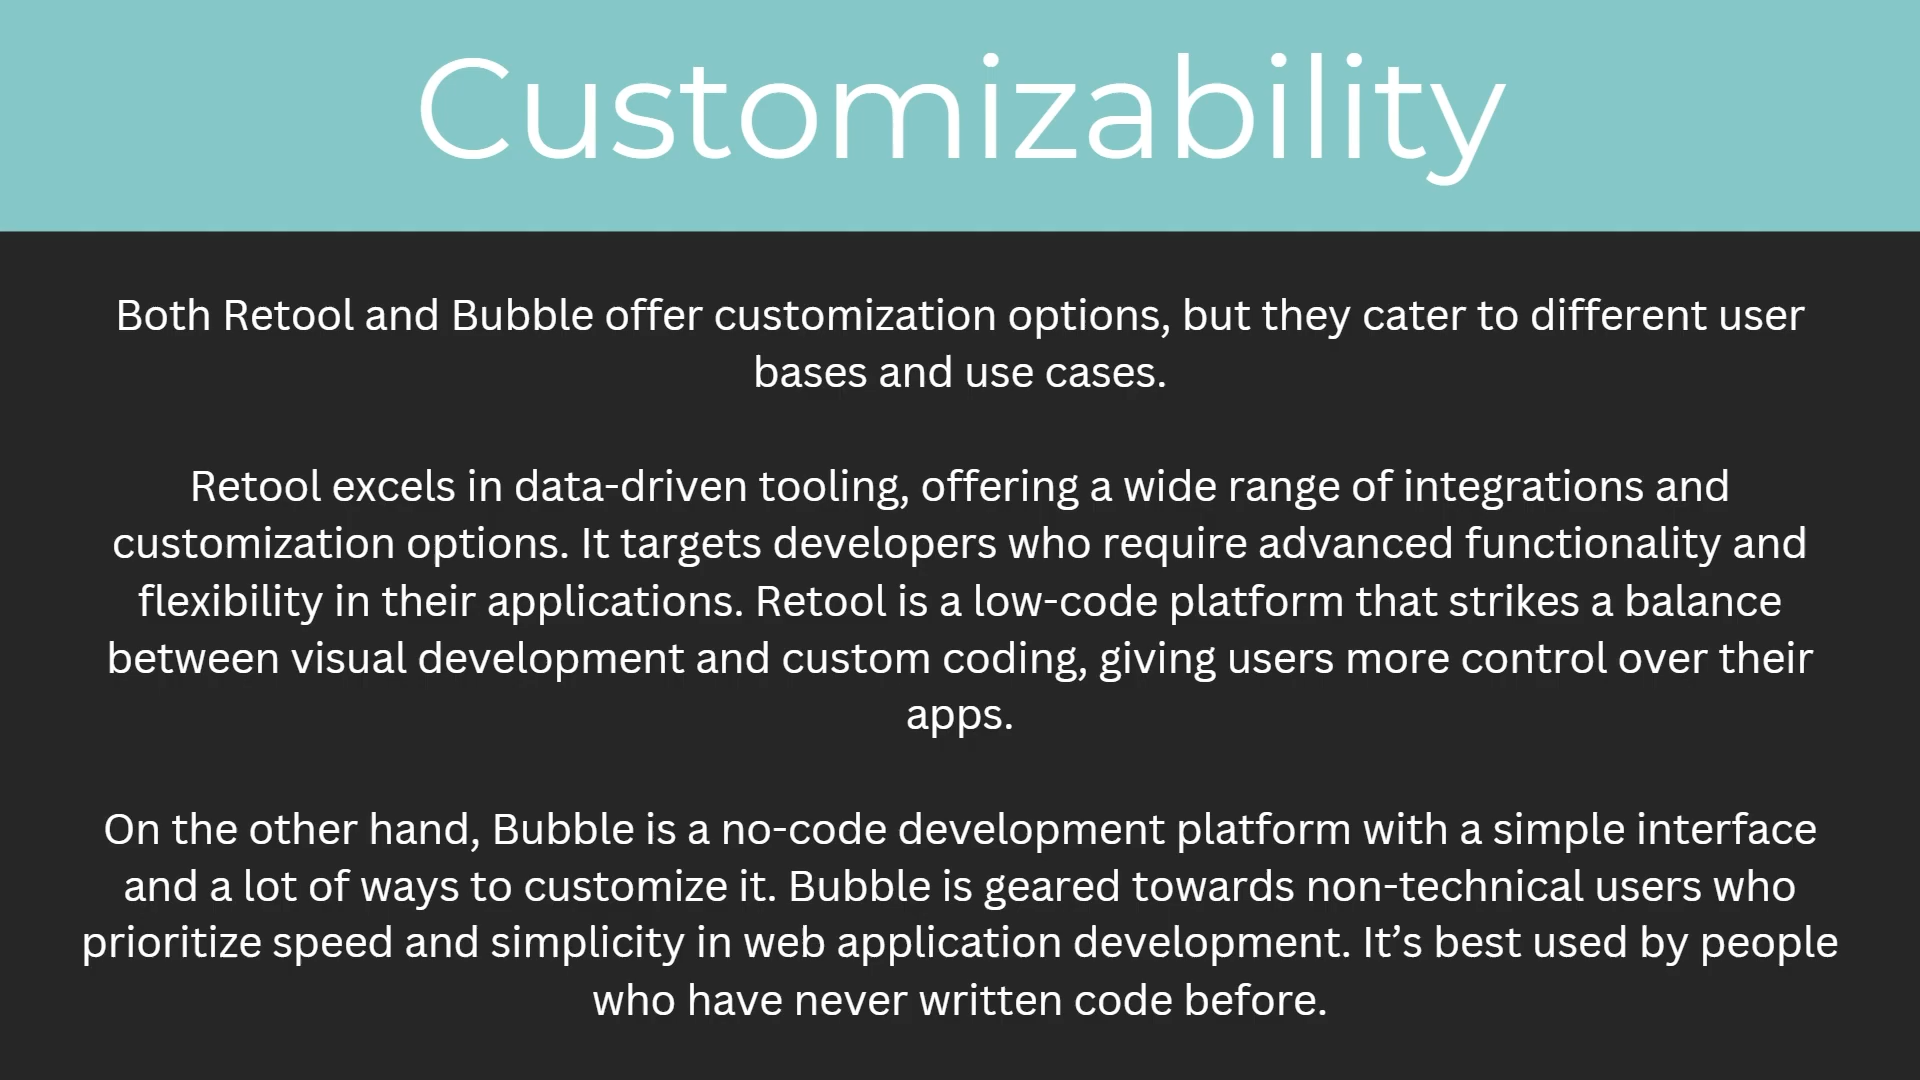 Customizability
Both Retool and Bubble offer customization options, but they cater to different user
bases and use cases.
Retool excels in data-driven tooling, offering a wide range of integrations and
customization options. It targets developers who require advanced functionality and
flexibility in their applications. Retool is a low-code platform that strikes a balance
between visual development and custom coding, giving users more control over their
apps.
On the other hand, Bubble is a no-code development platform with a simple interface
and a lot of ways to customize it. Bubble is geared towards non-technical users who
prioritize speed and simplicity in web application development. It’s best used by people
who have never written code before.